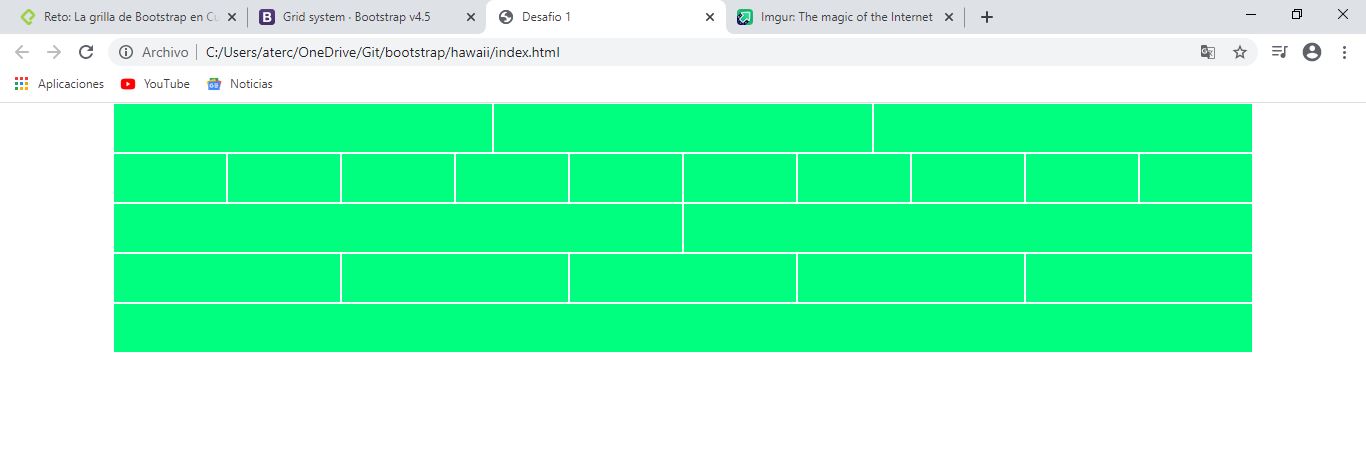 Reto: La grilla de Bootstrap en Cu
Grid system · Bootstrap v4.5
Desafio 1
Imgur: The magic of the Internet
Archivo
C:/Users/aterc/OneDrive/Git/bootstrap/hawaii/index.html
Aplicaciones
YouTube
Noticias